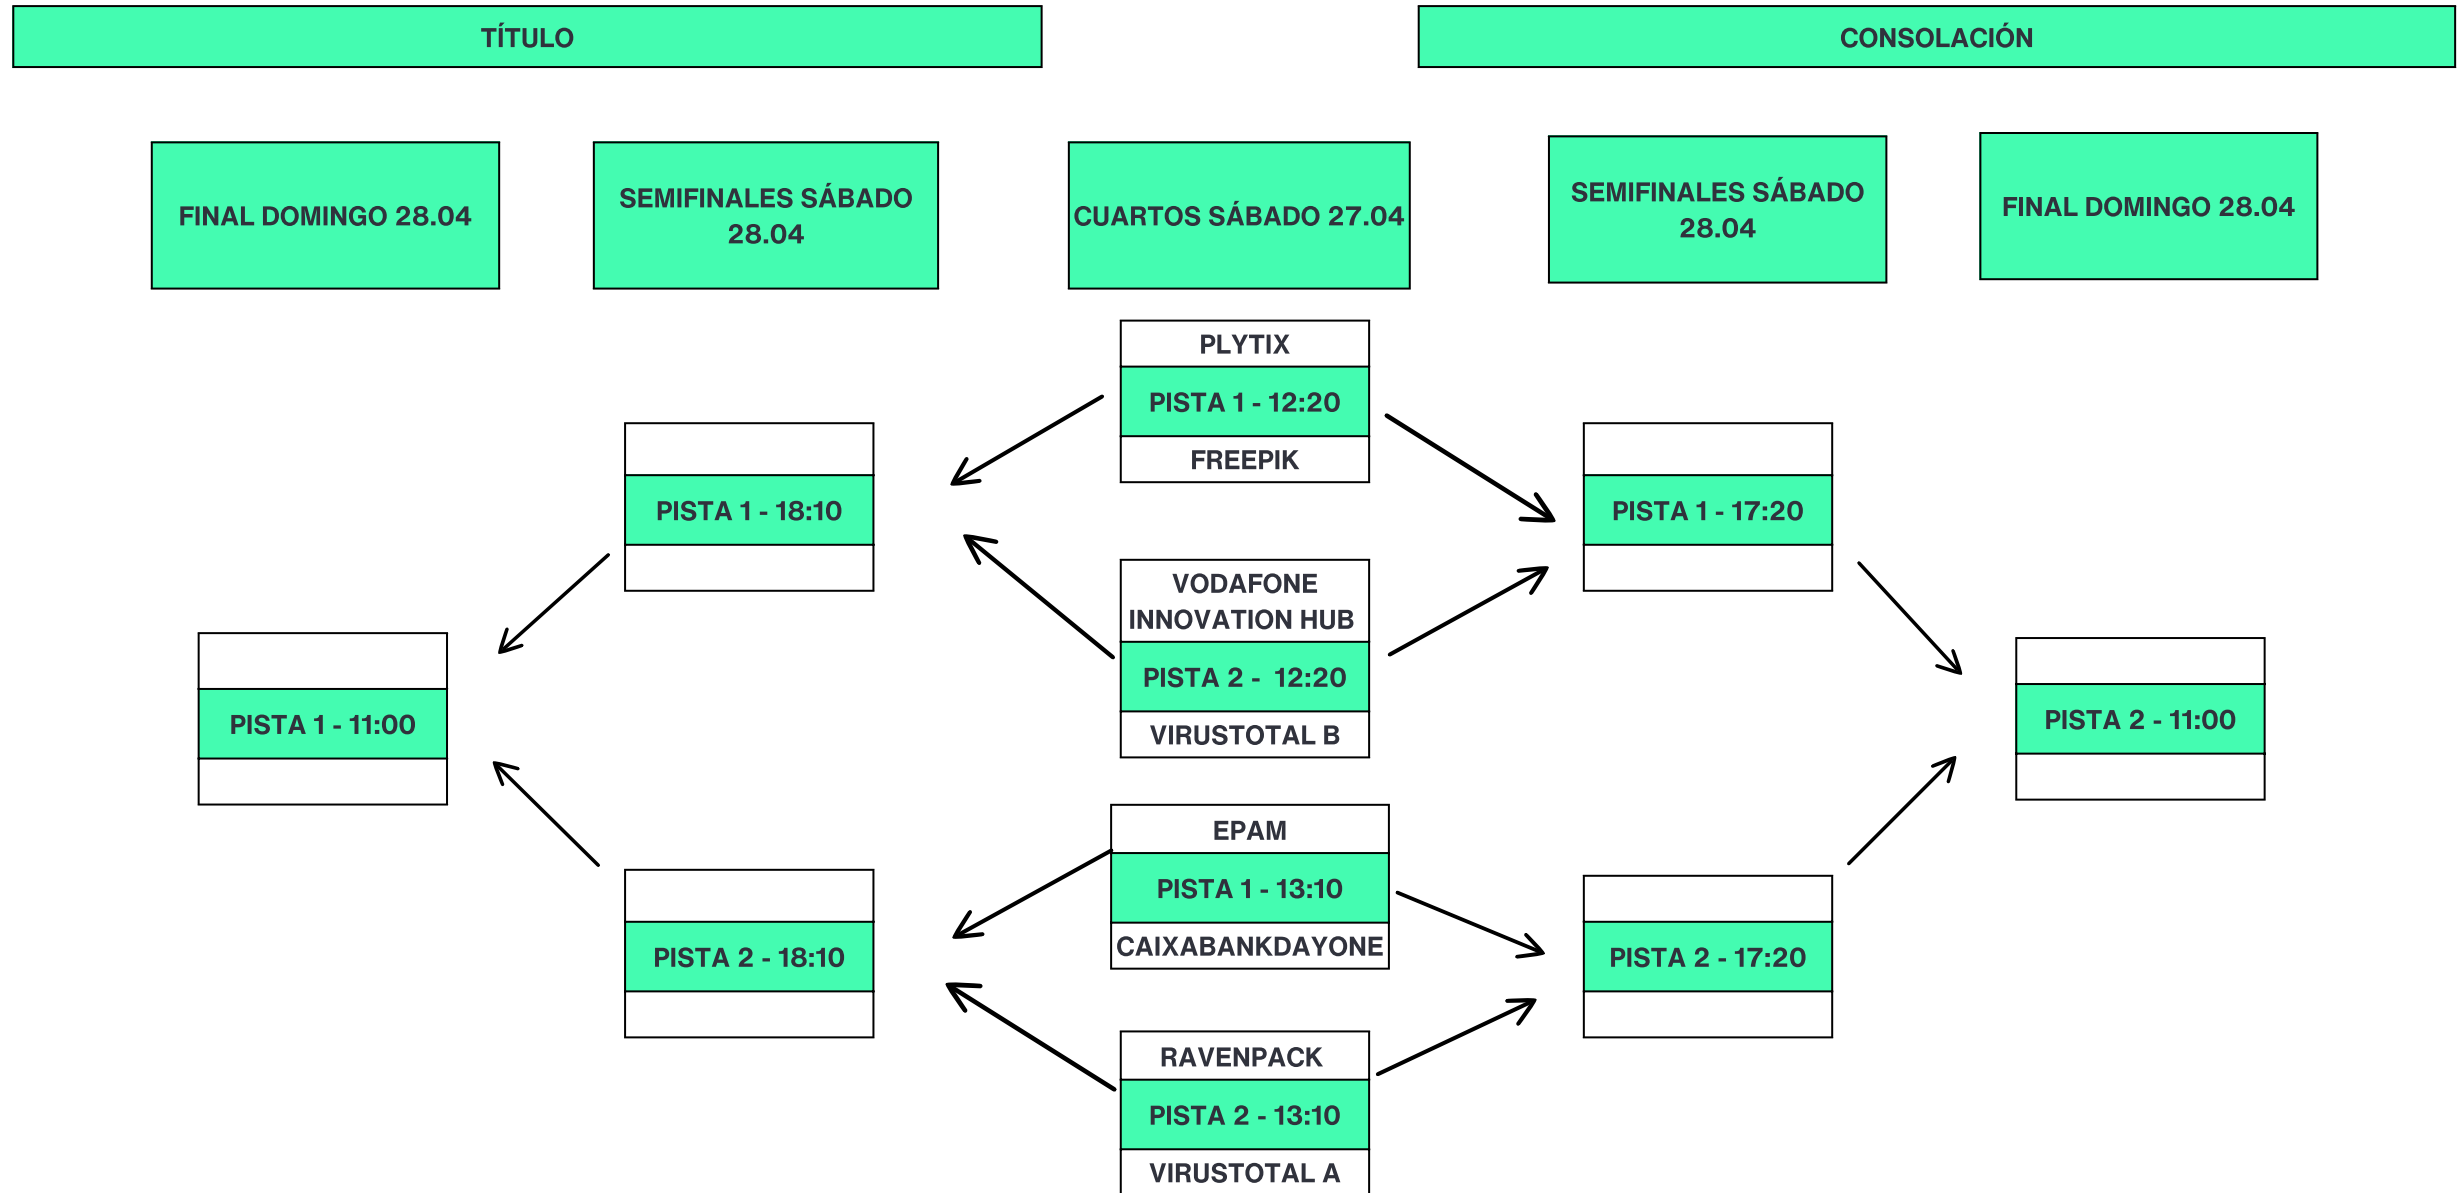 TÍTULO
CONSOLACIÓN
FINAL DOMINGO 28.04
SEMIFINALES SÁBADO
28.04
CUARTOS SÁBADO 27.04
SEMIFINALES SÁBADO
28.04
FINAL DOMINGO 28.04
PLYTIX
PISTA 1 - 12:20
FREEPIK
PISTA 1 - 18:10
PISTA 1 - 17:20
VODAFONE
INNOVATION HUB
PISTA 2 - 12:20
VIRUSTOTAL B
PISTA 1 - 11:00
PISTA 2 - 11:00
EPAM
PISTA 1 - 13:10
CAIXABANKDAYONE
PISTA 2 - 18:10
PISTA 2 - 17:20
RAVENPACK
PISTA 2 - 13:10
VIRUSTOTAL A